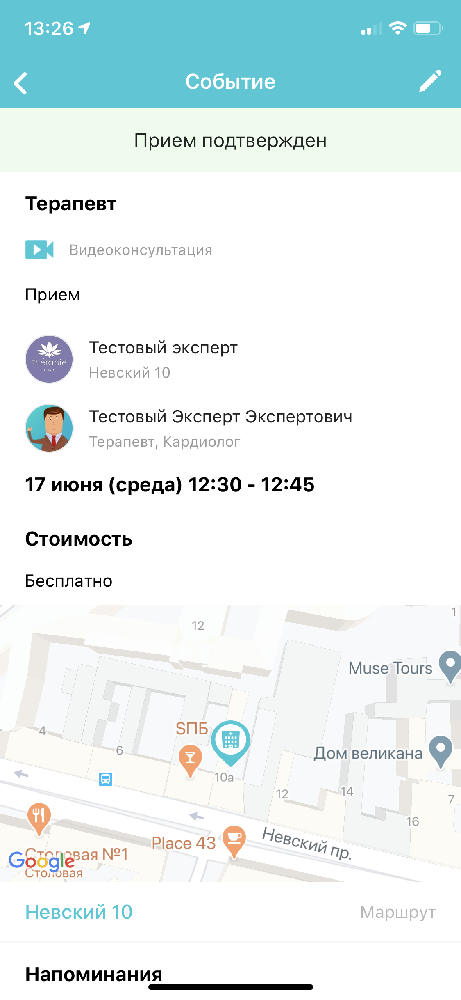 13:26
Событие
Прием подтвержден
Терапевт
Видеоконсультация
Прием
thérapie
CLINIC
Тестовый эксперт
Невский 10
Тестовый Эксперт Экспертович
Терапевт, Кардиолог
17 июня (среда) 12:30 - 12:45
Стоимость
Бесплатно
1
12
Muse Tours
SПБ
4
6
Дом великана
10а
12
14
7
16
Place 43
Невский пр.
Столовая №1
Google
Столовая
Невский 10
Маршрут
Напоминания